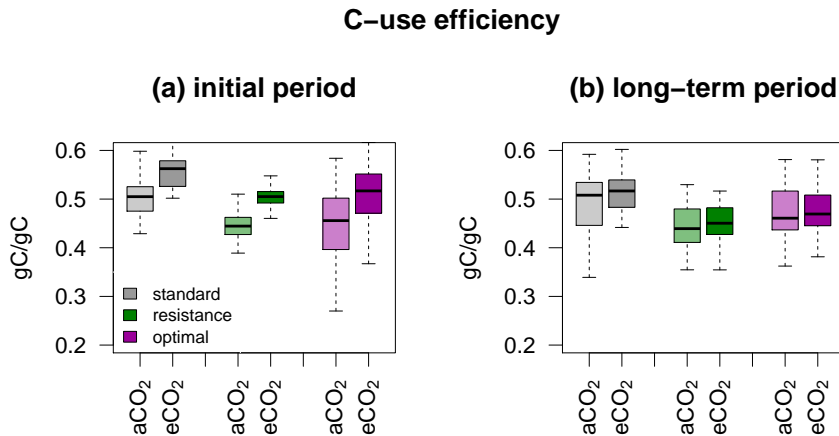 C−use efficiency
(a) initial period
gC/gC
0.6
0.5
0.4
0.3
0.2
standard
resistance
optimal
aCO₂
eCO₂
aCO₂
eCO₂
aCO₂
eCO₂
(b) long−term period
gC/gC
0.6
0.5
0.4
0.3
0.2
aCO₂
eCO₂
aCO₂
eCO₂
aCO₂
eCO₂